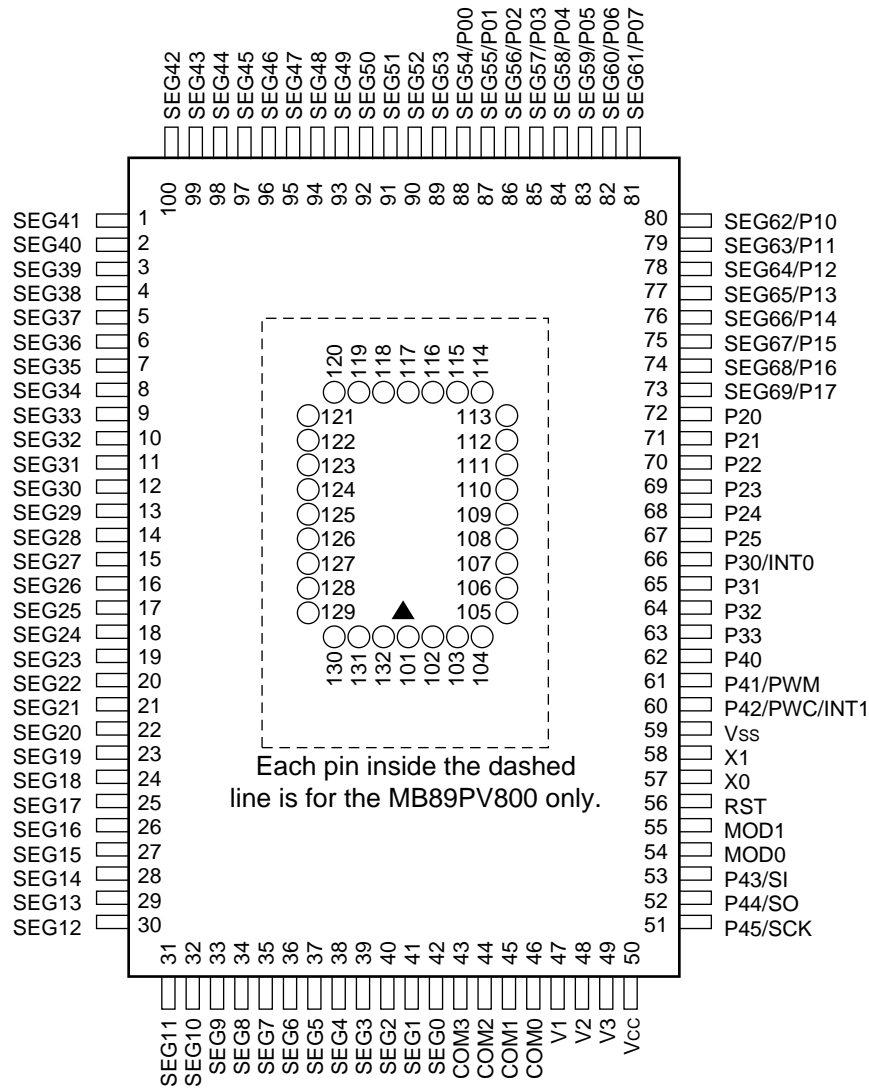 SEG42
SEG43
SEG44
SEG45
SEG46
SEG47
SEG48
SEG49
SEG50
SEG51
SEG52
SEG53
SEG54/P00
SEG55/P01
SEG56/P02
SEG57/P03
SEG58/P04
SEG59/P05
SEG60/P06
SEG61/P07
100
99
98
97
96
95
94
93
92
91
90
89
88
87
86
85
84
83
82
81
SEG41 1
SEG40 2
SEG39 3
SEG38 4
SEG37 5
SEG36 6
SEG35 7
SEG34 8
SEG33 9
SEG32 10
SEG31 11
SEG30 12
SEG29 13
SEG28 14
SEG27 15
SEG26 16
SEG25 17
SEG24 18
SEG23 19
SEG22 20
SEG21 21
SEG20 22
SEG19 23
SEG18 24
SEG17 25
SEG16 26
SEG15 27
SEG14 28
SEG13 29
SEG12 30
120
119
118
117
116
115
114
121
122
123
124
125
126
127
128
129
113
112
111
110
109
108
107
106
105
130
131
132
101
102
103
104
Each pin inside the dashed
line is for the MB89PV800 only.
80 SEG62/P10
79 SEG63/P11
78 SEG64/P12
77 SEG65/P13
76 SEG66/P14
75 SEG67/P15
74 SEG68/P16
73 SEG69/P17
72 P20
71 P21
70 P22
69 P23
68 P24
67 P25
66 P30/INT0
65 P31
64 P32
63 P33
62 P40
61 P41/PWM
60 P42/PWC/INT1
59 Vss
58 X1
57 X0
56 RST
55 MOD1
54 MOD0
53 P43/SI
52 P44/SO
51 P45/SCK
31
32
33
34
35
36
37
38
39
40
41
42
43
44
45
46
47
48
49
50
SEG11
SEG10
SEG9
SEG8
SEG7
SEG6
SEG5
SEG4
SEG3
SEG2
SEG1
SEG0
COM3
COM2
COM1
COM0
V1
V2
V3
Vcc